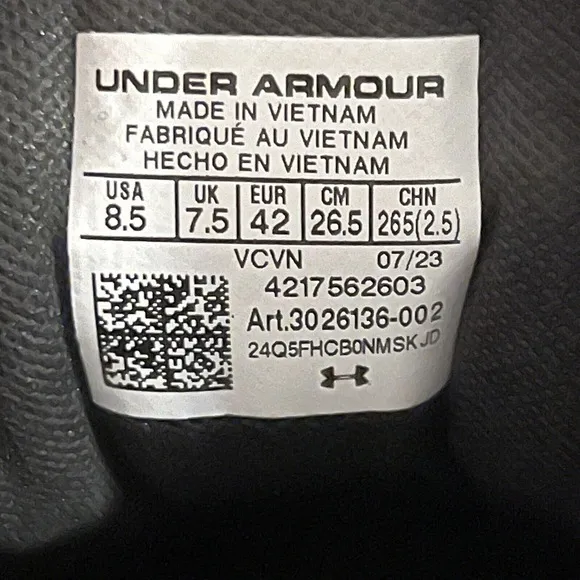 UNDER ARMOUR
MADE IN VIETNAM
FABRIQUÉ AU VIETNAM
HECHO EN VIETNAM
USA UK EUR CM CHN
8.5 7.5 42 26.5 265(2.5)
VCVN 07/23
4217562603
Art.3026136-002
24Q5FHCB0NMSKJD